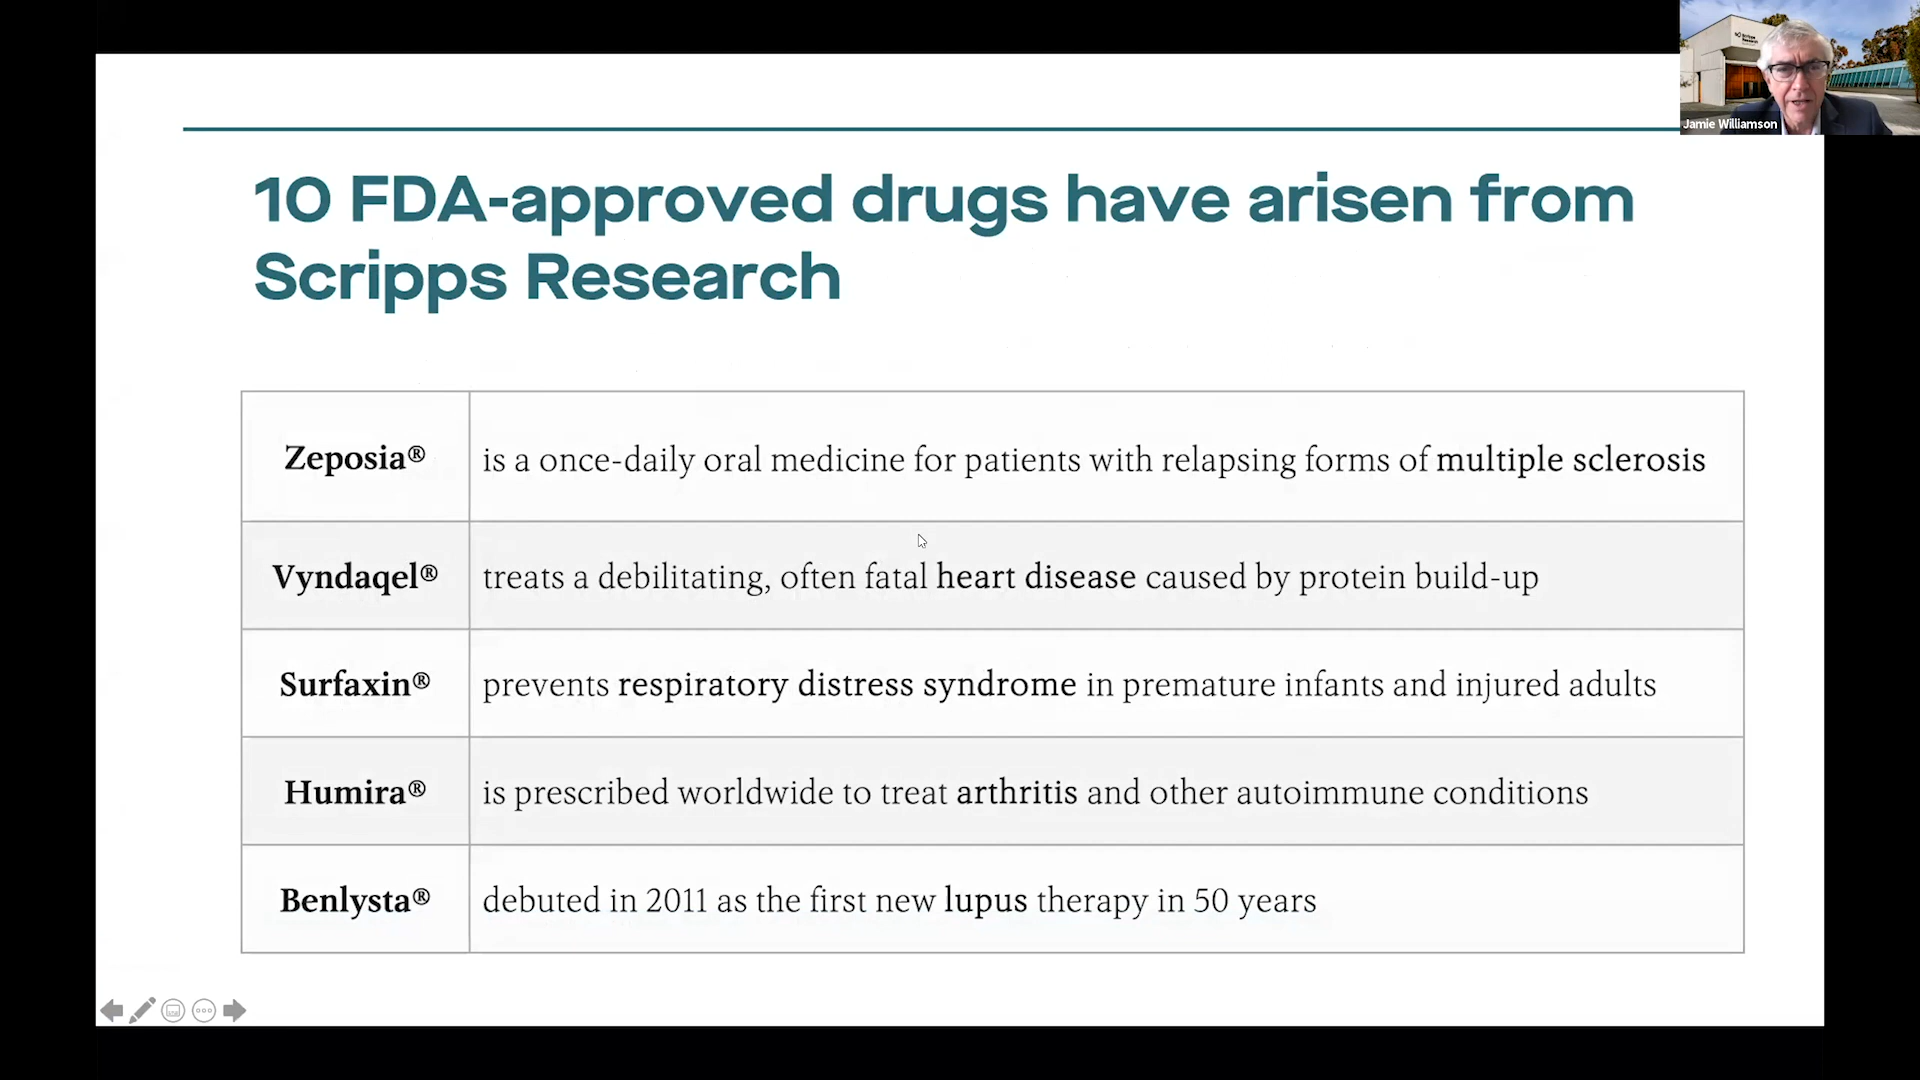 Scripps
Research
Jamie Williamson
10 FDA-approved drugs have arisen from
Scripps Research
Zeposia® is a once-daily oral medicine for patients with relapsing forms of multiple sclerosis
Vyndaqel® treats a debilitating, often fatal heart disease caused by protein build-up
Surfaxin® prevents respiratory distress syndrome in premature infants and injured adults
Humira® is prescribed worldwide to treat arthritis and other autoimmune conditions
Benlysta® debuted in 2011 as the first new lupus therapy in 50 years